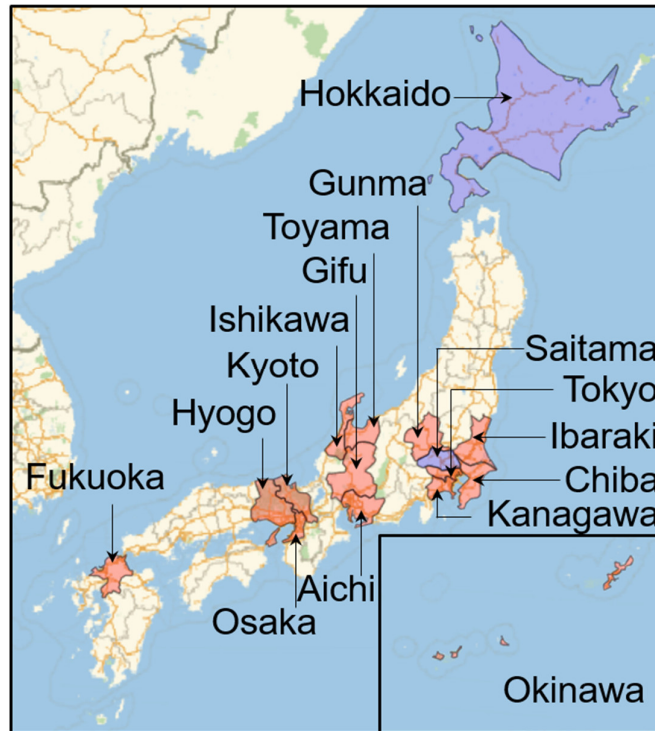 Hokkaido
Gunma
Toyama
Gifu
Ishikawa
Saitama
Kyoto
Tokyo
Hyogo
Ibaraki
Fukuoka
Chiba
Kanagawa
Aichi
Osaka
Okinawa